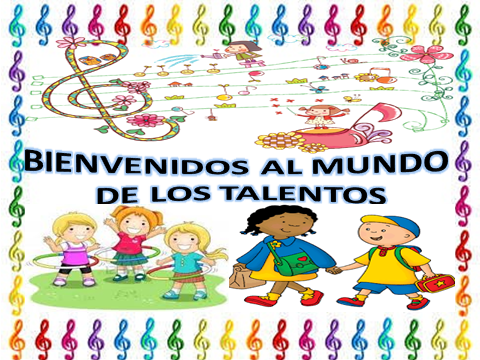 BIENVENIDOS AL MUNDO
DE LOS TALENTOS